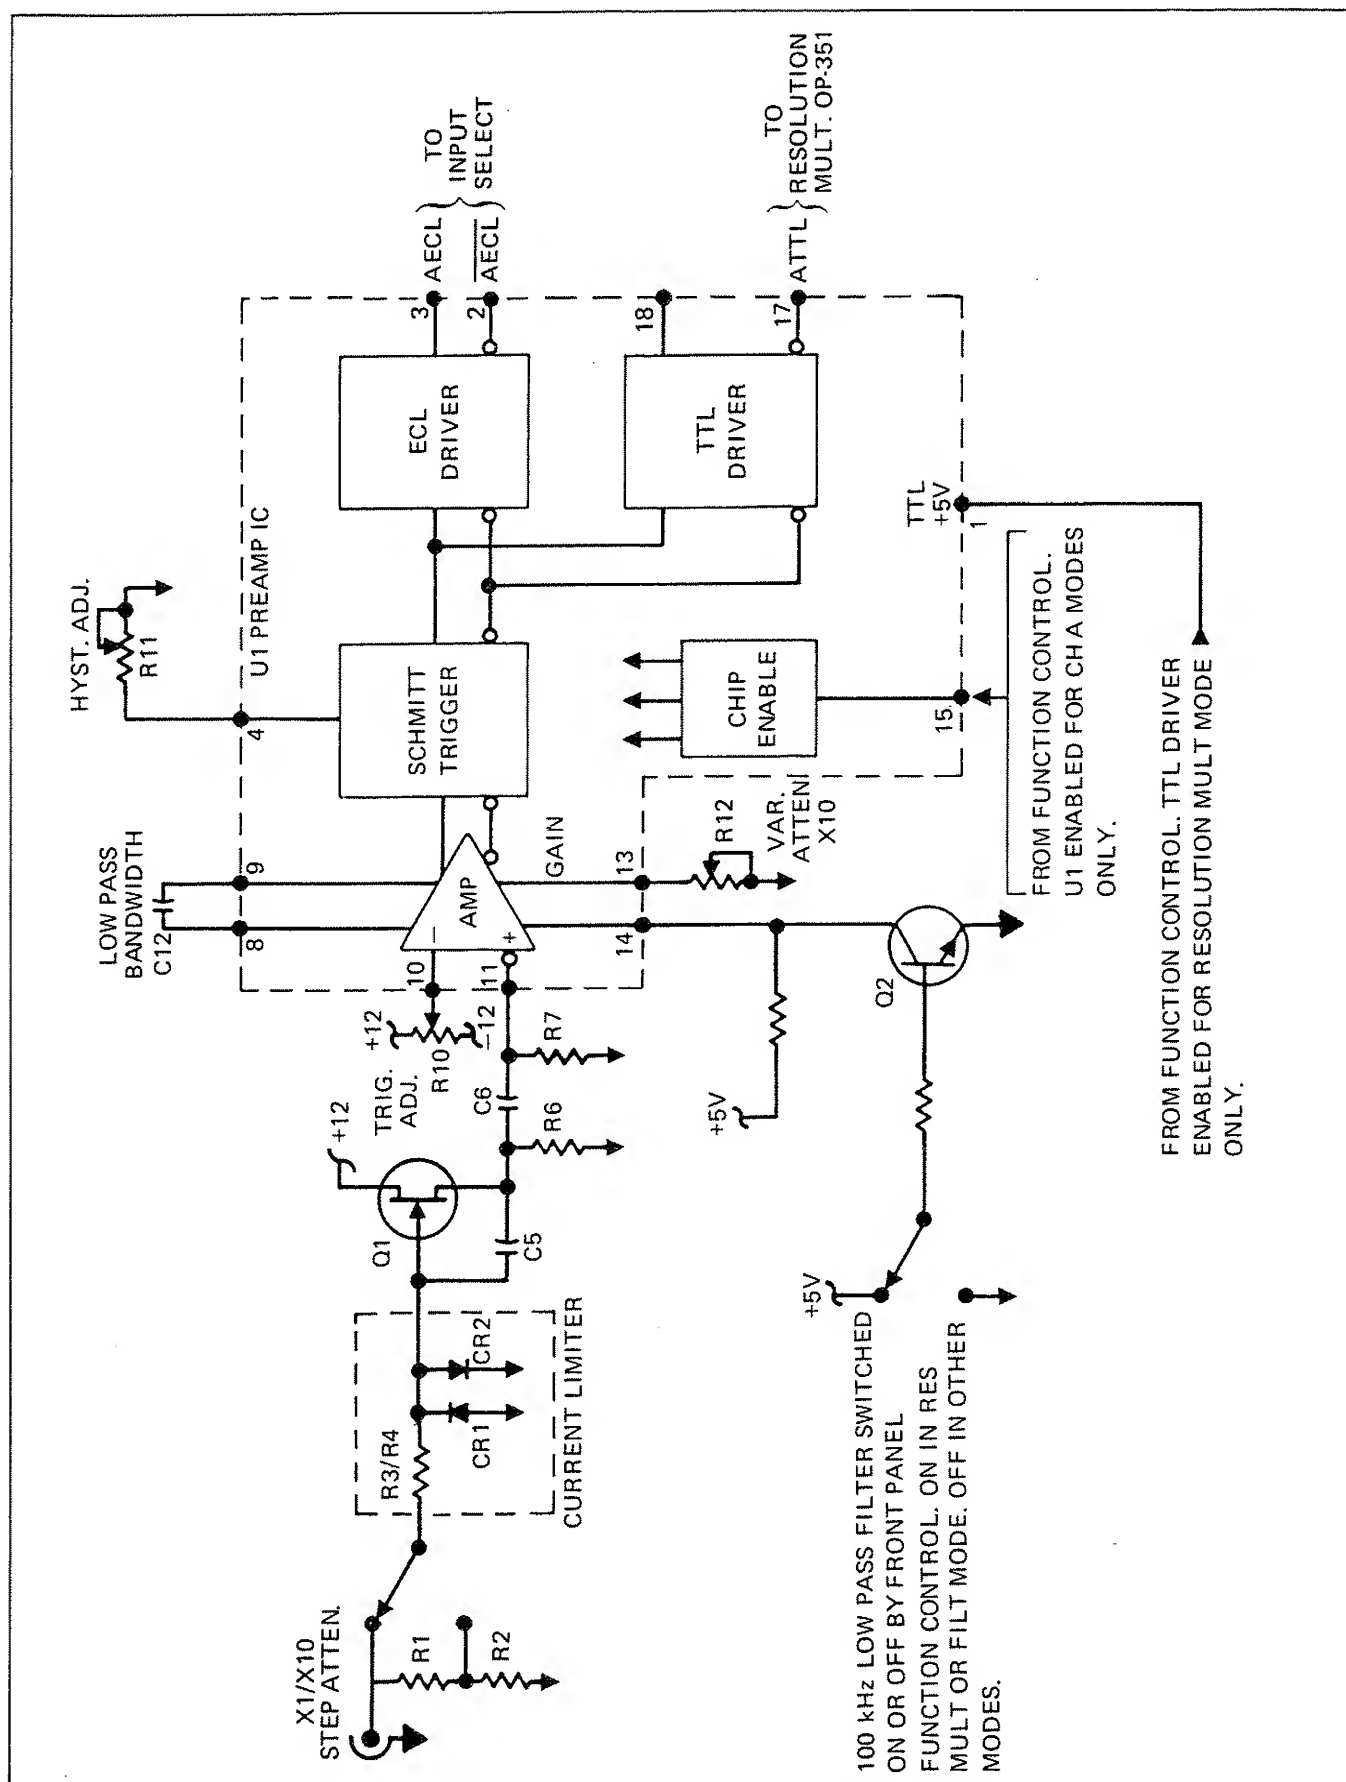 X1/X10
STEP ATTEN.
R1
R2
R3/R4
CR1
CR2
CURRENT LIMITER
Q1
+12
C5
R6
C6
R7
TRIG.
ADJ.
R10
+12
-12
LOW PASS
BANDWIDTH
C12
8
9
10
11
14
13
AMP
−
+
GAIN
HYST. ADJ.
R11
4
U1 PREAMP IC
SCHMITT
TRIGGER
ECL
DRIVER
3
2
AECL
AECL
TO
INPUT
SELECT
TTL
DRIVER
18
17
ATTL
TO
RESOLUTION
MULT. OP-351
CHIP
ENABLE
15
TTL
+5V
1
R12
VAR.
ATTEN
X10
+5V
Q2
+5V
100 kHz LOW PASS FILTER SWITCHED
ON OR OFF BY FRONT PANEL
FUNCTION CONTROL. ON IN RES
MULT OR FILT MODE. OFF IN OTHER
MODES.
FROM FUNCTION CONTROL.
U1 ENABLED FOR CH A MODES
ONLY.
FROM FUNCTION CONTROL. TTL DRIVER
ENABLED FOR RESOLUTION MULT MODE
ONLY.